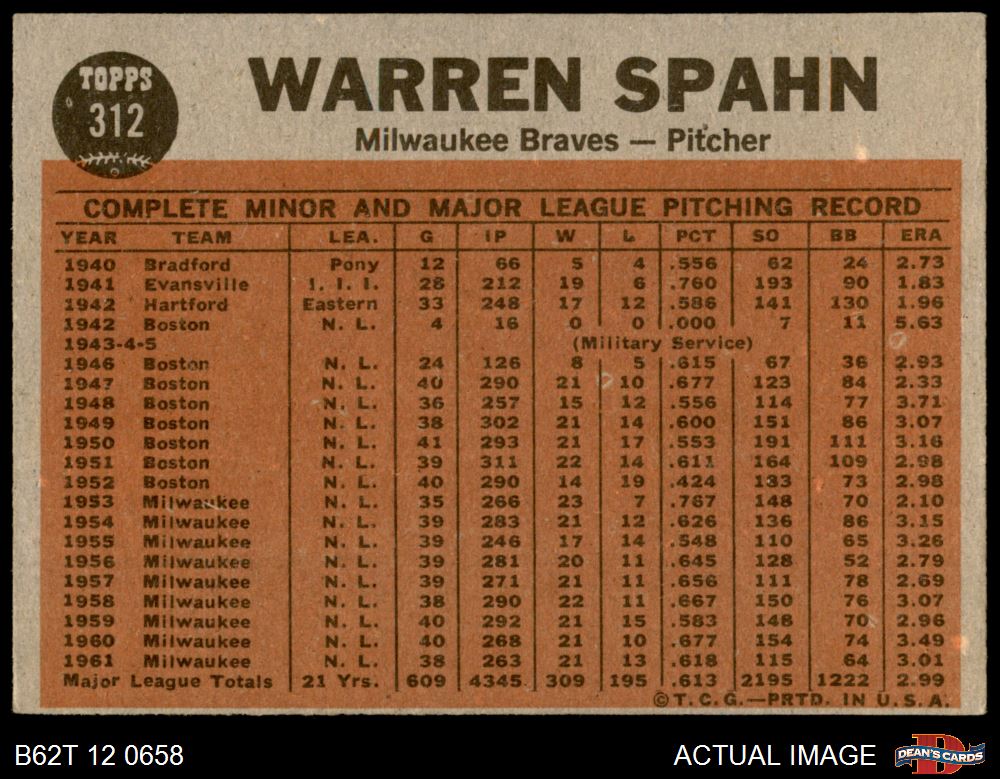 TOPPS
312
WARREN SPAHN
Milwaukee Braves — Pitcher
COMPLETE MINOR AND MAJOR LEAGUE PITCHING RECORD
YEAR TEAM LEA. G IP W L PCT SO BB ERA
1940 Bradford Pony 12 66 5 4 .556 62 24 2.73
1941 Evansville I. I. I. 28 212 19 6 .760 193 90 1.83
1942 Hartford Eastern 33 248 17 12 .586 141 130 1.96
1942 Boston N. L. 4 16 0 0 .000 7 11 5.63
1943-4-5 (Military Service)
1946 Boston N. L. 24 126 8 5 .615 67 36 2.93
1947 Boston N. L. 40 290 21 10 .677 123 84 2.33
1948 Boston N. L. 36 257 15 12 .556 114 77 3.71
1949 Boston N. L. 38 302 21 14 .600 151 86 3.07
1950 Boston N. L. 41 293 21 17 .553 191 111 3.16
1951 Boston N. L. 39 311 22 14 .611 164 109 2.98
1952 Boston N. L. 40 290 14 19 .424 183 73 2.98
1953 Milwaukee N. L. 35 266 23 7 .767 148 70 2.10
1954 Milwaukee N. L. 39 283 21 12 .626 136 86 3.15
1955 Milwaukee N. L. 39 246 17 14 .548 110 65 3.26
1956 Milwaukee N. L. 39 281 20 11 .645 128 52 2.79
1957 Milwaukee N. L. 39 271 21 11 .656 111 78 2.69
1958 Milwaukee N. L. 38 290 22 11 .667 150 76 3.07
1959 Milwaukee N. L. 40 292 21 15 .583 148 70 2.96
1960 Milwaukee N. L. 40 268 21 10 .677 154 74 3.49
1961 Milwaukee N. L. 38 263 21 13 .618 115 64 3.01
Major League Totals 21 Yrs. 609 4345 309 195 .613 2195 1222 2.99
© T. C. G.—PRTD. IN U. S. A.
B62T 12 0658 ACTUAL IMAGE
DEAN'S CARDS